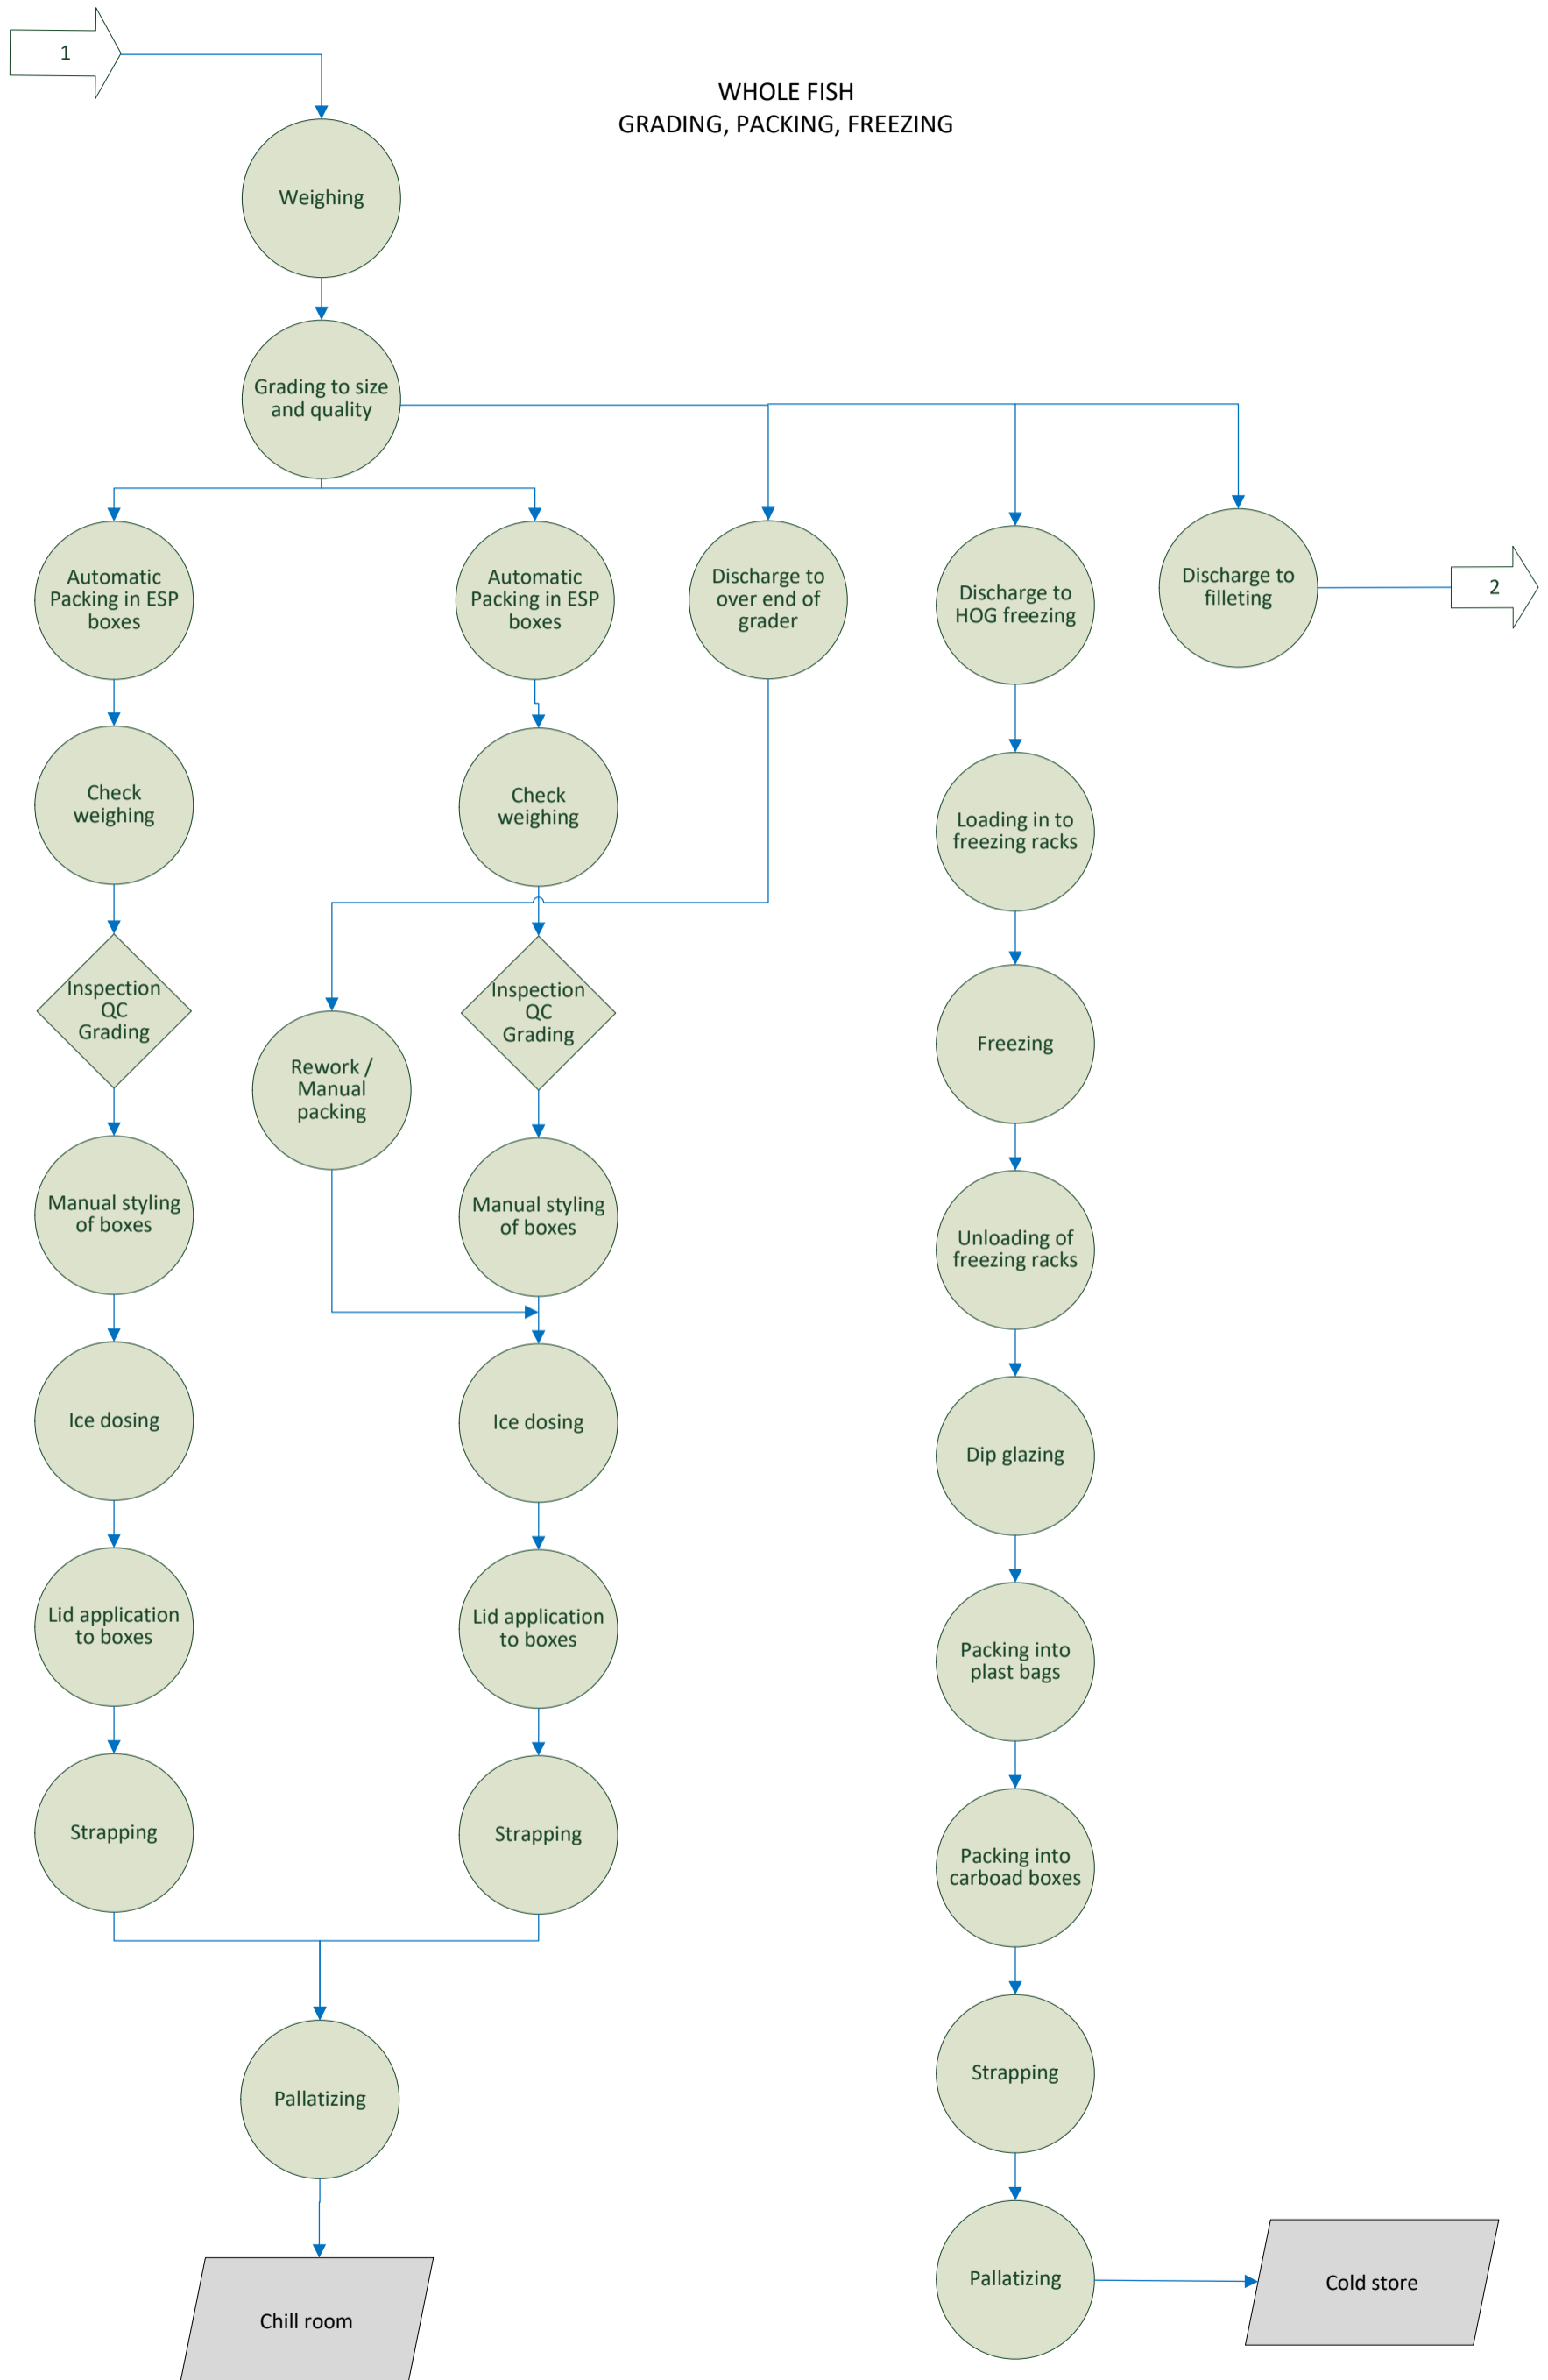 1
WHOLE FISH
GRADING, PACKING, FREEZING
Weighing
Grading to size
and quality
Automatic
Packing in ESP
boxes
Automatic
Packing in ESP
boxes
Discharge to
over end of
grader
Discharge to
HOG freezing
Discharge to
filleting
2
Check
weighing
Check
weighing
Loading in to
freezing racks
Inspection
QC
Grading
Inspection
QC
Grading
Freezing
Rework /
Manual
packing
Manual styling
of boxes
Manual styling
of boxes
Unloading of
freezing racks
Ice dosing
Ice dosing
Dip glazing
Lid application
to boxes
Lid application
to boxes
Packing into
plast bags
Strapping
Strapping
Packing into
carboad boxes
Strapping
Pallatizing
Pallatizing
Cold store
Chill room